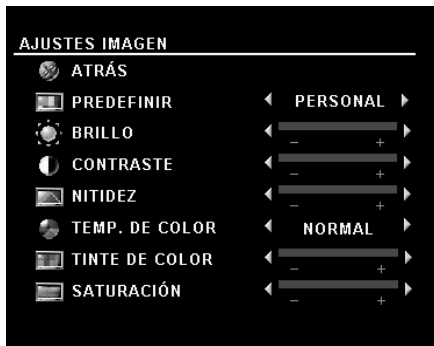 AJUSTES IMAGEN
ATRÁS
PREDEFINIR PERSONAL
BRILLO
- +
CONTRASTE
- +
NITIDEZ
- +
TEMP. DE COLOR NORMAL
TINTE DE COLOR
- +
SATURACIÓN
- +